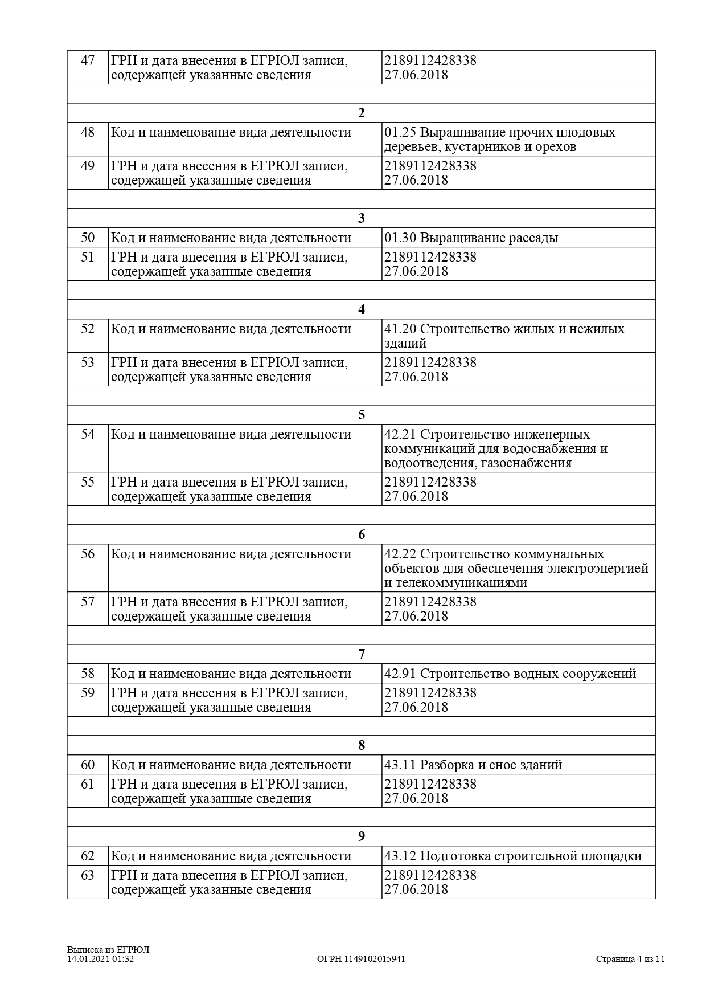 47 ГРН и дата внесения в ЕГРЮЛ записи, 2189112428338
содержащей указанные сведения 27.06.2018
2
48 Код и наименование вида деятельности 01.25 Выращивание прочих плодовых
деревьев, кустарников и орехов
49 ГРН и дата внесения в ЕГРЮЛ записи, 2189112428338
содержащей указанные сведения 27.06.2018
3
50 Код и наименование вида деятельности 01.30 Выращивание рассады
51 ГРН и дата внесения в ЕГРЮЛ записи, 2189112428338
содержащей указанные сведения 27.06.2018
4
52 Код и наименование вида деятельности 41.20 Строительство жилых и нежилых
зданий
53 ГРН и дата внесения в ЕГРЮЛ записи, 2189112428338
содержащей указанные сведения 27.06.2018
5
54 Код и наименование вида деятельности 42.21 Строительство инженерных
коммуникаций для водоснабжения и
водоотведения, газоснабжения
55 ГРН и дата внесения в ЕГРЮЛ записи, 2189112428338
содержащей указанные сведения 27.06.2018
6
56 Код и наименование вида деятельности 42.22 Строительство коммунальных
объектов для обеспечения электроэнергией
и телекоммуникациями
57 ГРН и дата внесения в ЕГРЮЛ записи, 2189112428338
содержащей указанные сведения 27.06.2018
7
58 Код и наименование вида деятельности 42.91 Строительство водных сооружений
59 ГРН и дата внесения в ЕГРЮЛ записи, 2189112428338
содержащей указанные сведения 27.06.2018
8
60 Код и наименование вида деятельности 43.11 Разборка и снос зданий
61 ГРН и дата внесения в ЕГРЮЛ записи, 2189112428338
содержащей указанные сведения 27.06.2018
9
62 Код и наименование вида деятельности 43.12 Подготовка строительной площадки
63 ГРН и дата внесения в ЕГРЮЛ записи, 2189112428338
содержащей указанные сведения 27.06.2018
Выписка из ЕГРЮЛ
14.01.2021 01:32 ОГРН 1149102015941 Страница 4 из 11